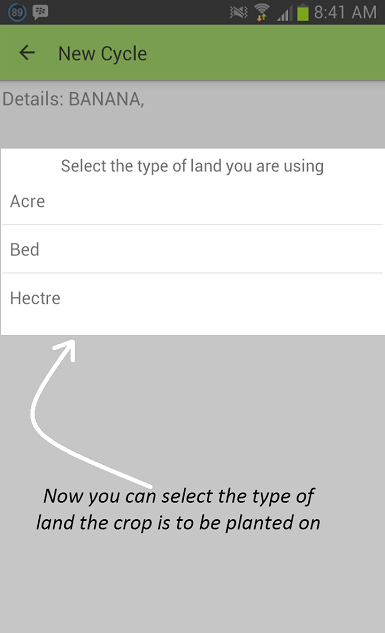 89 8:41 AM
New Cycle
Details: BANANA,
Select the type of land you are using
Acre
Bed
Hectre
Now you can select the type of
land the crop is to be planted on